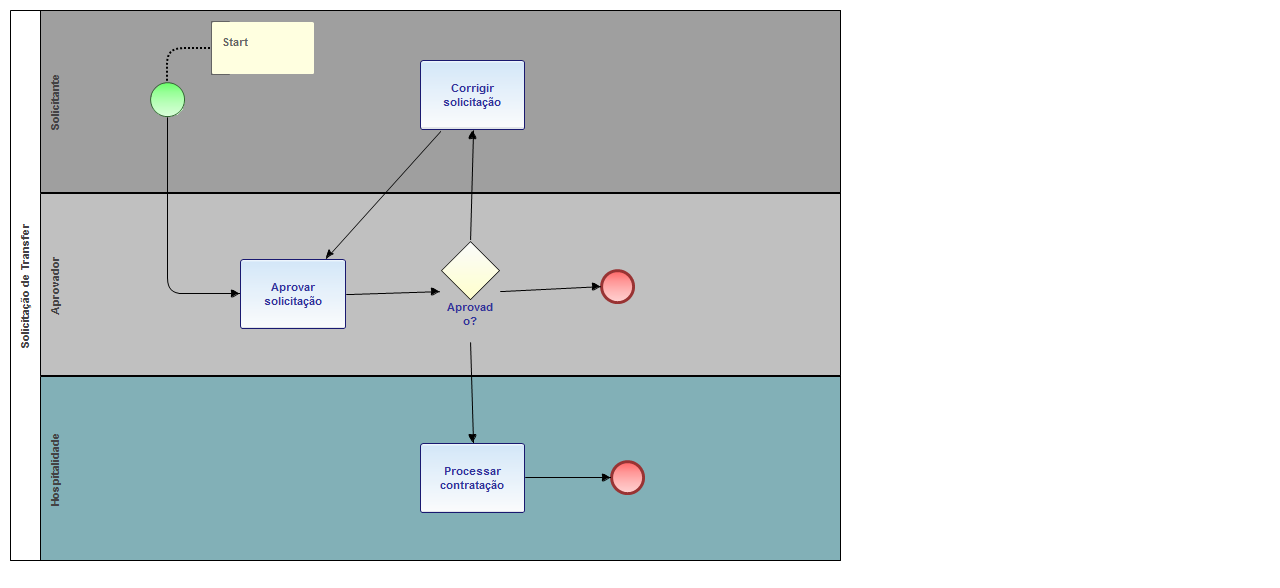 Solicitação de Transfer
Solicitante
Start
Corrigir
solicitação
Aprovador
Aprovar
solicitação
Aprovad
o?
Hospitalidade
Processar
contratação